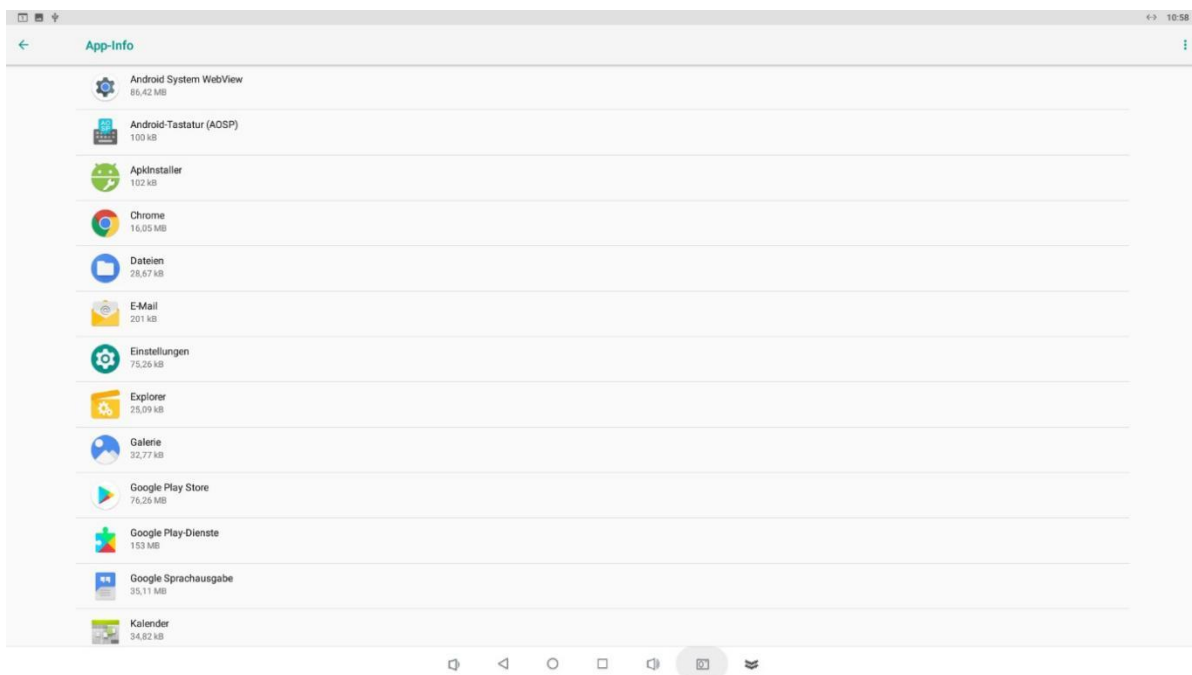 10:58
App-Info
Android System WebView
86,42 MB
Android-Tastatur (AOSP)
100 kB
ApkInstaller
102 kB
Chrome
16,05 MB
Dateien
28,67 kB
E-Mail
201 kB
Einstellungen
75,26 kB
Explorer
25,09 kB
Galerie
32,77 kB
Google Play Store
76,26 MB
Google Play-Dienste
153 MB
Google Sprachausgabe
35,11 MB
Kalender
34,82 kB